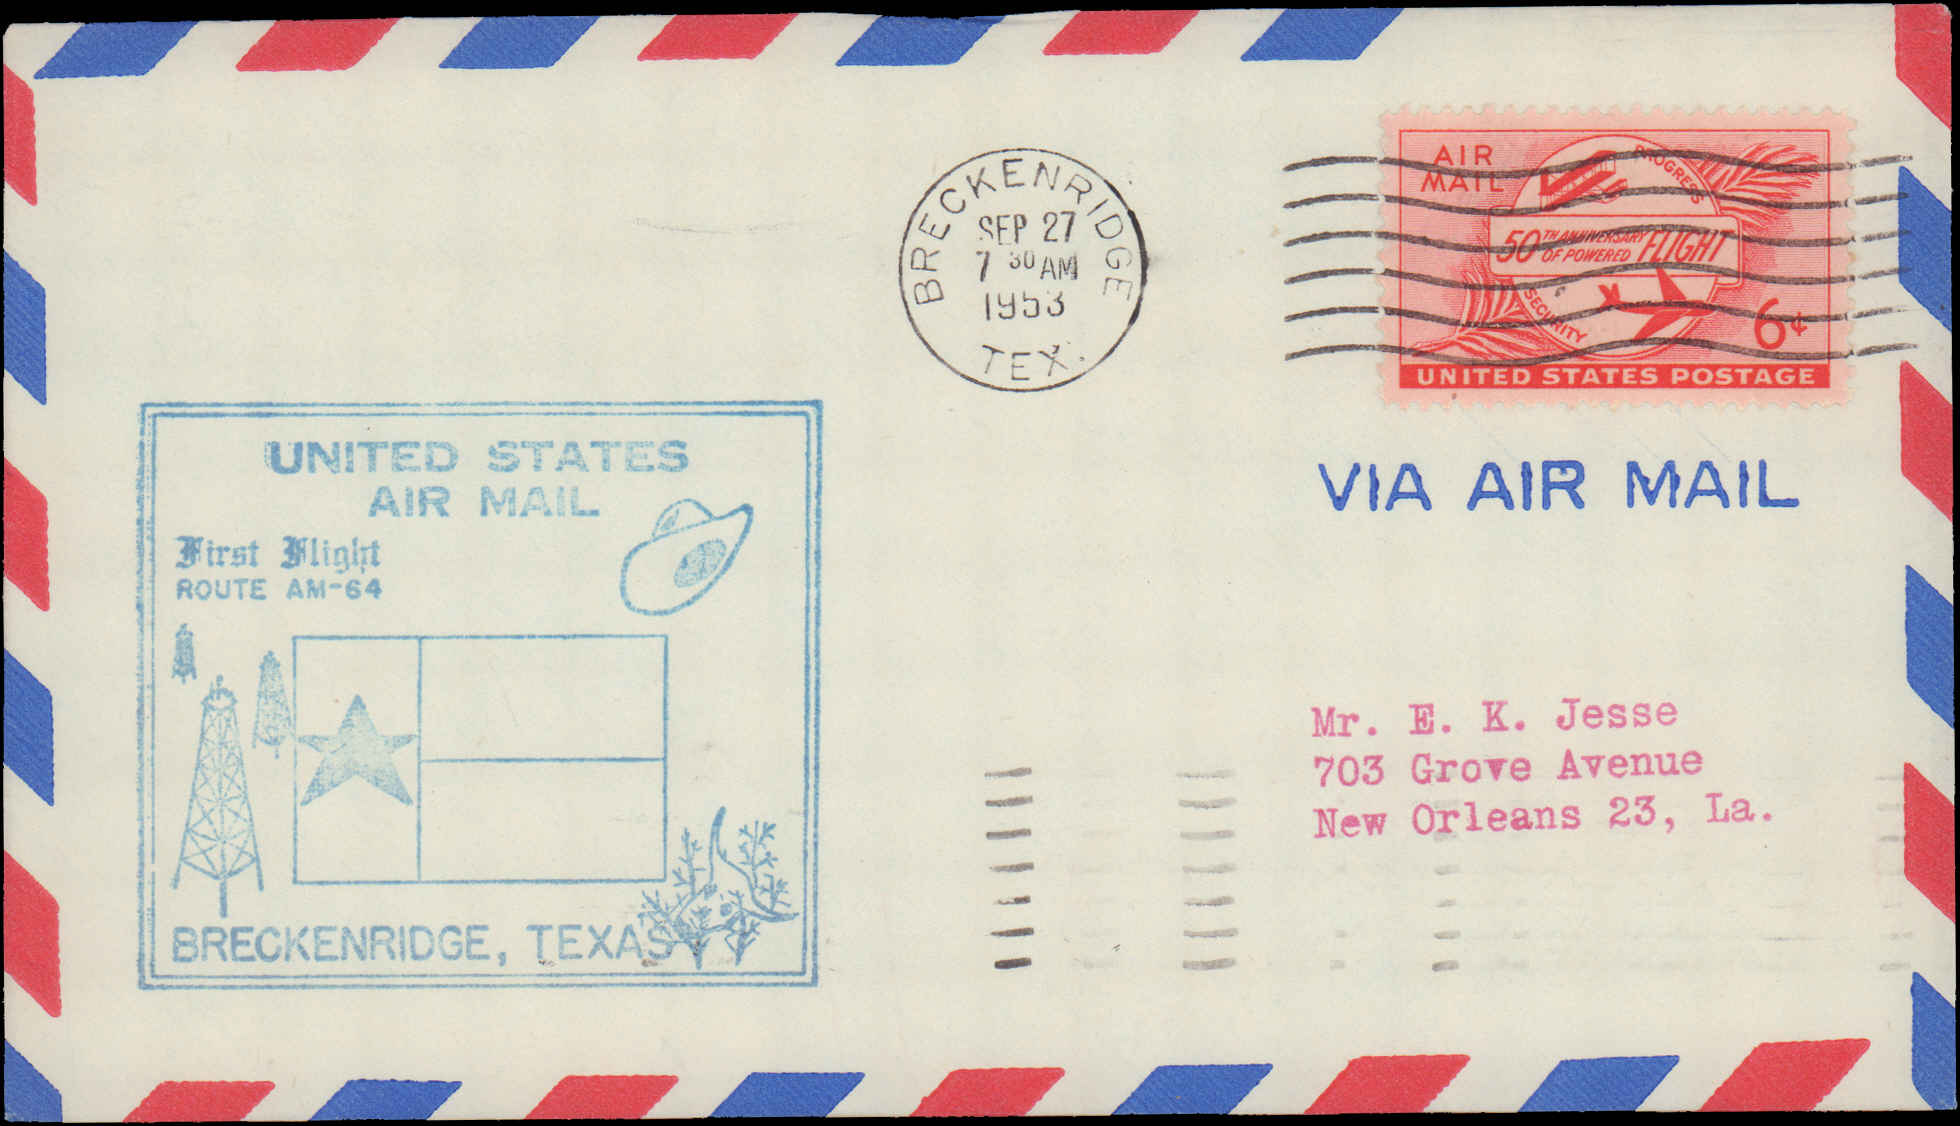 BRECKENRIDGE
SEP 27
7 30 AM
1953
TEX.
AIR
MAIL
PROGRESS
50TH ANNIVERSARY
OF POWERED FLIGHT
SECURITY
6¢
UNITED STATES POSTAGE
UNITED STATES
AIR MAIL
First Flight
ROUTE AM-64
BRECKENRIDGE, TEXAS
VIA AIR MAIL
Mr. E. K. Jesse
703 Grove Avenue
New Orleans 23, La.